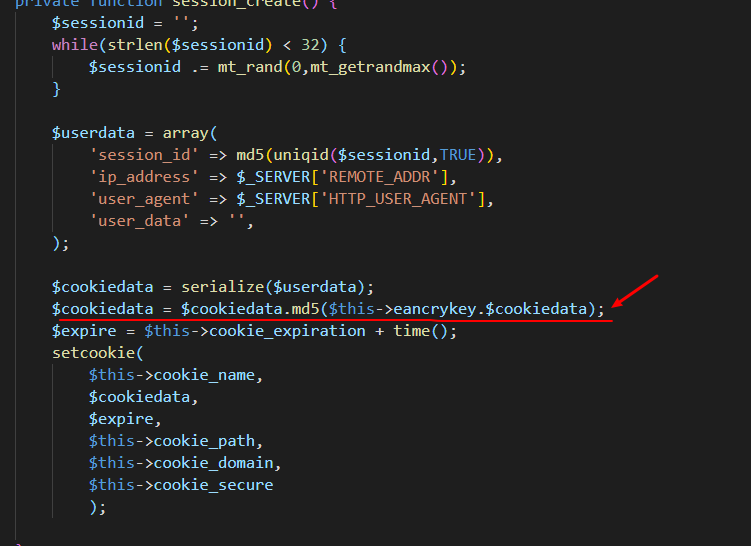 private function session_create() {
$sessionid = '';
while(strlen($sessionid) < 32) {
$sessionid .= mt_rand(0,mt_getrandmax());
}
$userdata = array(
'session_id' => md5(uniqid($sessionid,TRUE)),
'ip_address' => $_SERVER['REMOTE_ADDR'],
'user_agent' => $_SERVER['HTTP_USER_AGENT'],
'user_data' => '',
);
$cookiedata = serialize($userdata);
$cookiedata = $cookiedata.md5($this->eancrykey.$cookiedata);
$expire = $this->cookie_expiration + time();
setcookie(
$this->cookie_name,
$cookiedata,
$expire,
$this->cookie_path,
$this->cookie_domain,
$this->cookie_secure
);
}